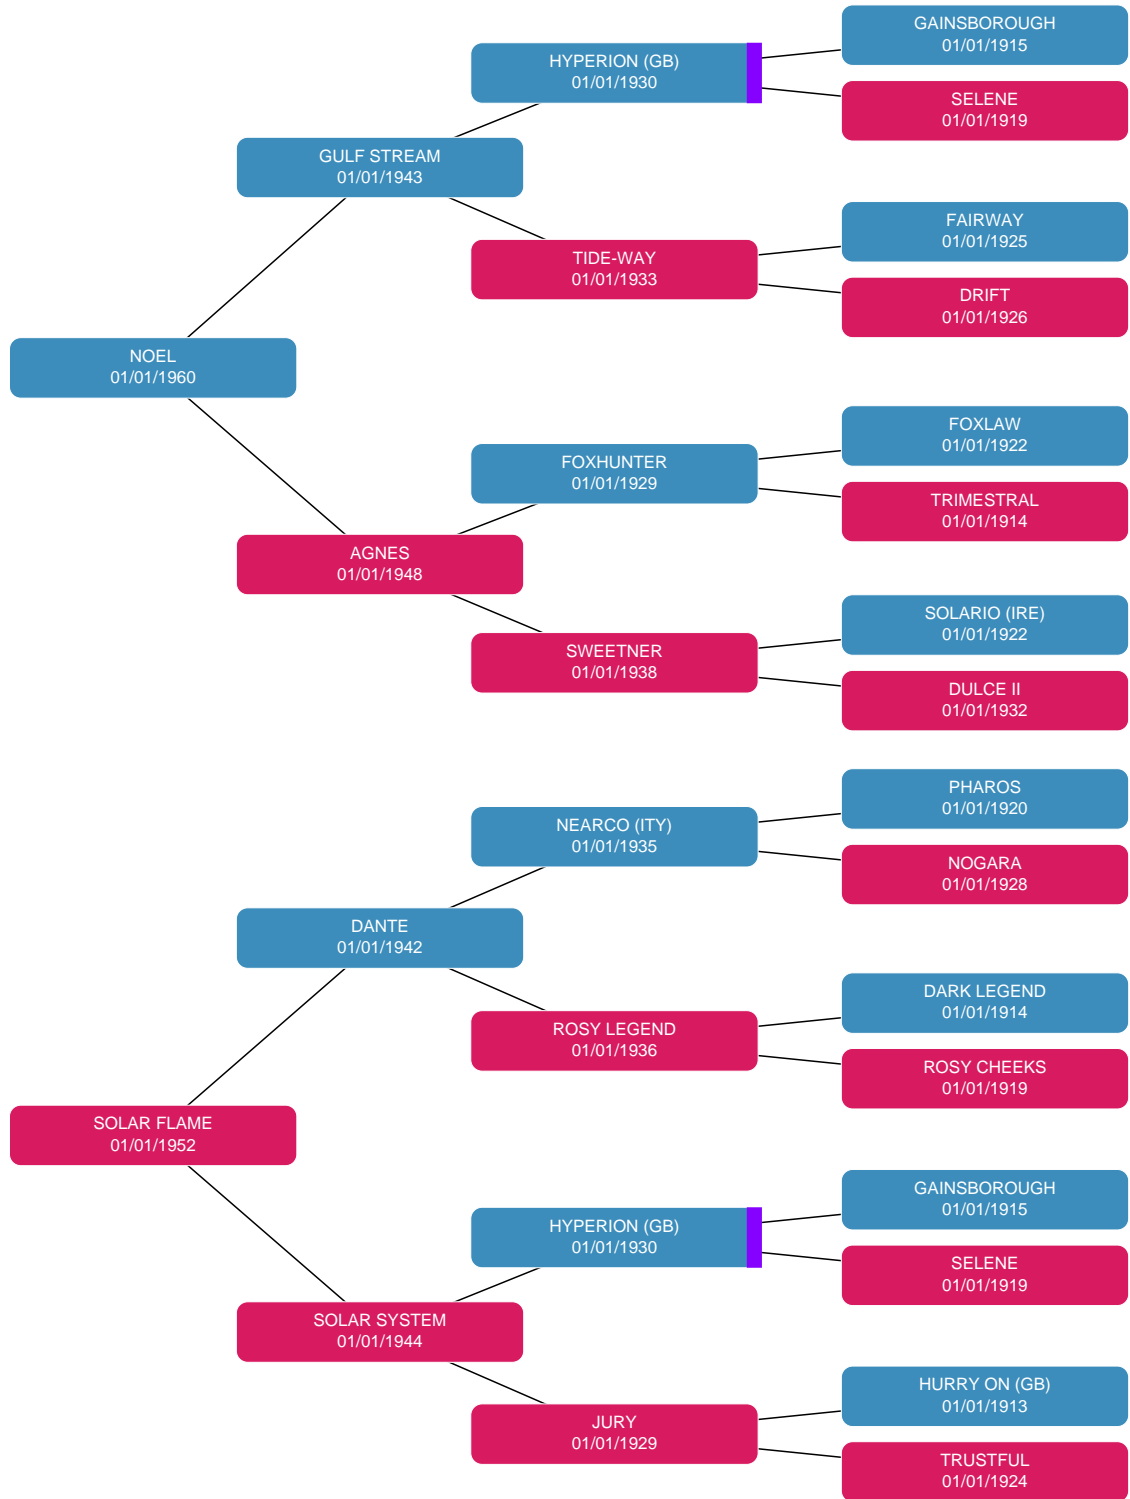 GAINSBOROUGH
01/01/1915
HYPERION (GB)
01/01/1930
SELENE
01/01/1919
GULF STREAM
01/01/1943
FAIRWAY
01/01/1925
TIDE-WAY
01/01/1933
DRIFT
01/01/1926
NOEL
01/01/1960
FOXLAW
01/01/1922
FOXHUNTER
01/01/1929
TRIMESTRAL
01/01/1914
AGNES
01/01/1948
SOLARIO (IRE)
01/01/1922
SWEETNER
01/01/1938
DULCE II
01/01/1932
PHAROS
01/01/1920
NEARCO (ITY)
01/01/1935
NOGARA
01/01/1928
DANTE
01/01/1942
DARK LEGEND
01/01/1914
ROSY LEGEND
01/01/1936
ROSY CHEEKS
01/01/1919
SOLAR FLAME
01/01/1952
GAINSBOROUGH
01/01/1915
HYPERION (GB)
01/01/1930
SELENE
01/01/1919
SOLAR SYSTEM
01/01/1944
HURRY ON (GB)
01/01/1913
JURY
01/01/1929
TRUSTFUL
01/01/1924